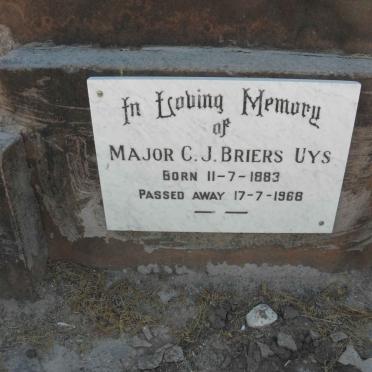 In Loving Memory
of
MAJOR C. J. BRIERS UYS
BORN 11-7-1883
PASSED AWAY 17-7-1968